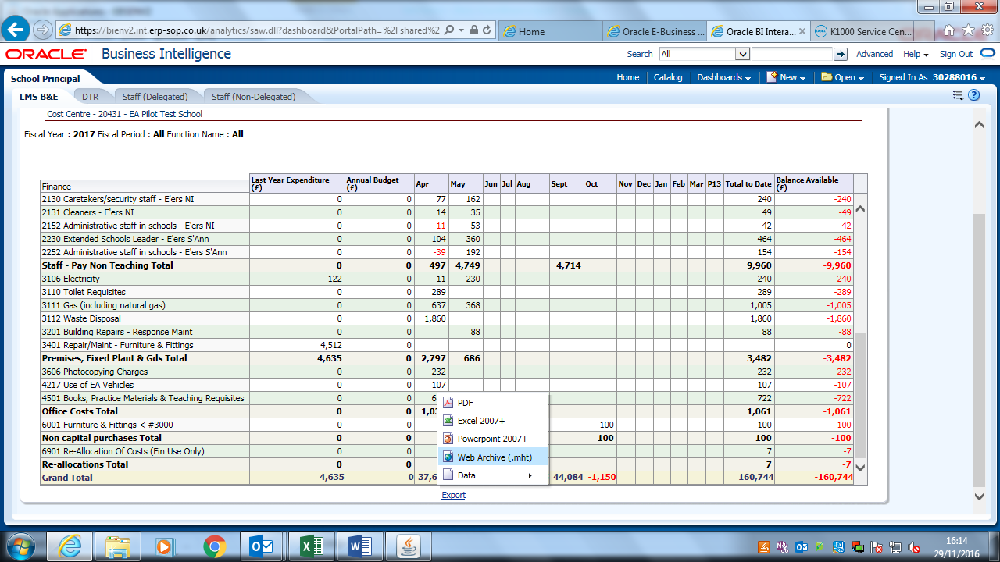 https://bienv2.int.erp-sop.co.uk/analytics/saw.dll?dashboard&PortalPath=%2Fshared%2
Home
Oracle E-Business ...
Oracle BI Intera...
K1000 Service Cen...
ORACLE Business Intelligence
Search All Advanced Help Sign Out
School Principal
Home Catalog Dashboards New Open Signed In As 30288016
LMS B&E DTR Staff (Delegated) Staff (Non-Delegated)
Cost Centre - 20431 - EA Pilot Test School
Fiscal Year : 2017 Fiscal Period : All Function Name : All
Finance Last Year Expenditure (£) Annual Budget (£) Apr May Jun Jul Aug Sept Oct Nov Dec Jan Feb Mar P13 Total to Date Balance Available (£)
2130 Caretakers/security staff - E'ers NI 0 0 77 162 240 -240
2131 Cleaners - E'ers NI 0 0 14 35 49 -49
2152 Administrative staff in schools - E'ers NI 0 0 -11 53 42 -42
2230 Extended Schools Leader - E'ers S'Ann 0 0 104 360 464 -464
2252 Administrative staff in schools - E'ers S'Ann 0 0 -39 192 154 -154
Staff - Pay Non Teaching Total 0 0 497 4,749 4,714 9,960 -9,960
3106 Electricity 122 0 11 230 240 -240
3110 Toilet Requisites 0 0 289 289 -289
3111 Gas (including natural gas) 0 0 637 368 1,005 -1,005
3112 Waste Disposal 0 0 1,860 1,860 -1,860
3201 Building Repairs - Response Maint 0 0 88 88 -88
3401 Repair/Maint - Furniture & Fittings 4,512 0 0
Premises, Fixed Plant & Gds Total 4,635 0 2,797 686 3,482 -3,482
3606 Photocopying Charges 0 0 232 232 -232
4217 Use of EA Vehicles 0 0 107 107 -107
4501 Books, Practice Materials & Teaching Requisites 0 0 722 -722
Office Costs Total 0 0 1,061 -1,061
6001 Furniture & Fittings < #3000 0 0 100 100 -100
Non capital purchases Total 0 0 100 100 -100
6901 Re-Allocation Of Costs (Fin Use Only) 0 0 7 -7
Re-allocations Total 0 0 7 -7
Grand Total 4,635 0 37,6 44,084 -1,150 160,744 -160,744
PDF
Excel 2007+
Powerpoint 2007+
Web Archive (.mht)
Data
Export
16:14
29/11/2016